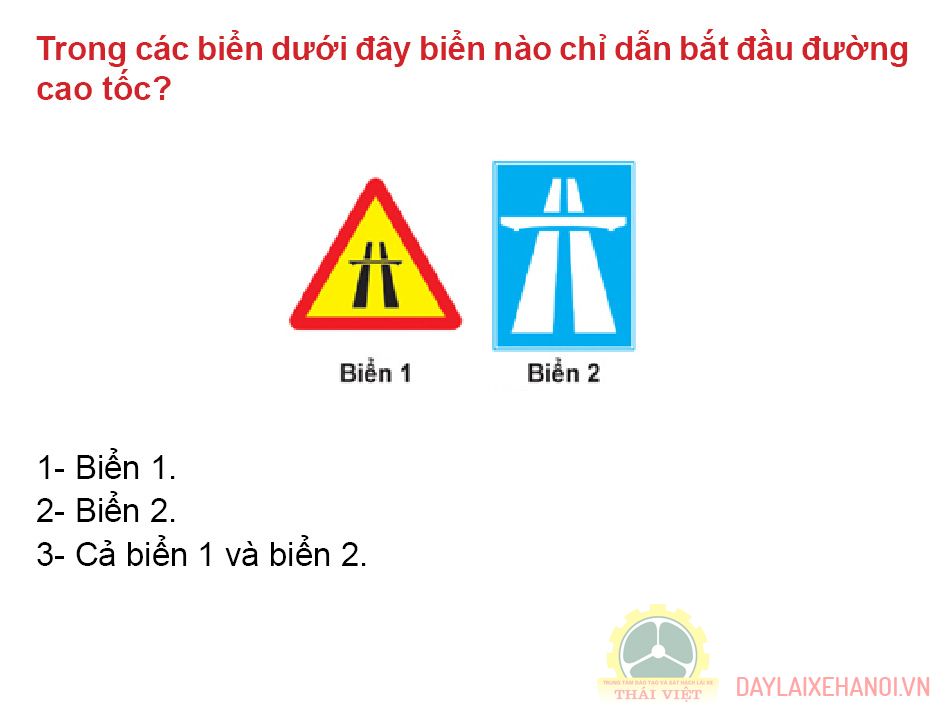 Trong các biển dưới đây biển nào chỉ dẫn bắt đầu đường
cao tốc?
Biển 1
Biển 2
1- Biển 1.
2- Biển 2.
3- Cả biển 1 và biển 2.
TRUNG TÂM ĐÀO TẠO VÀ SÁT HẠCH LÁI XE
THÁI VIỆT
DAYLAIXEHANOI.VN